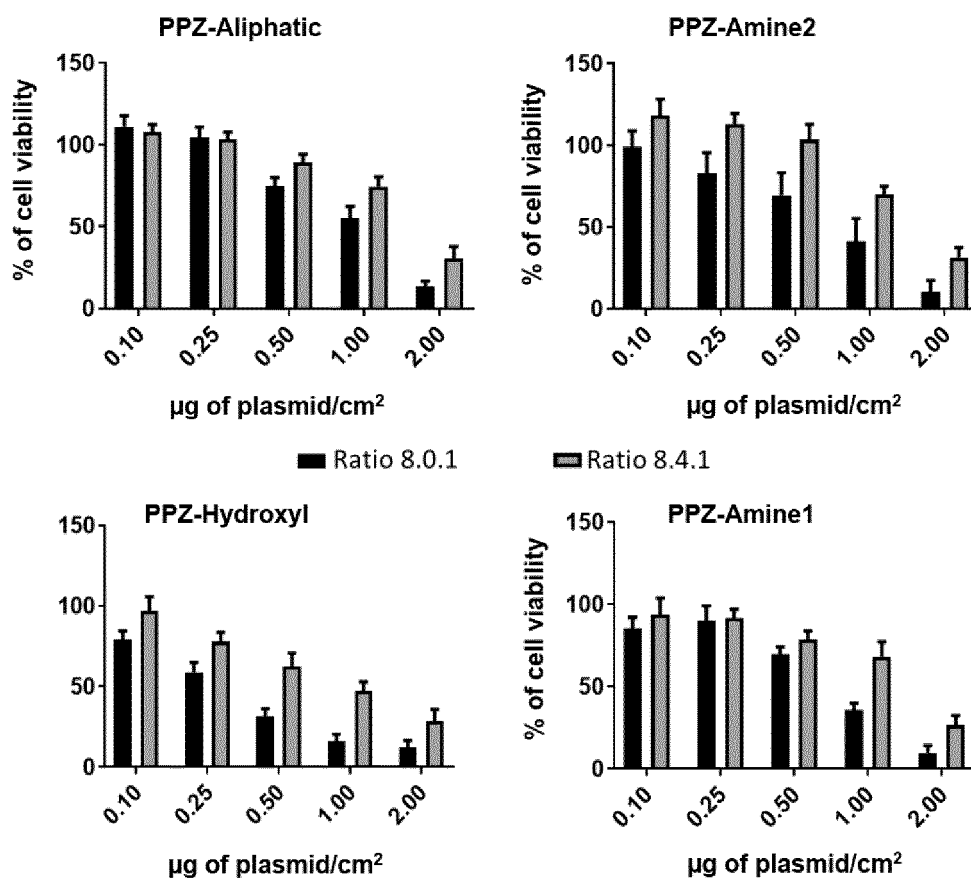 PPZ-Aliphatic
% of cell viability
150
100
50
0
0.10
0.25
0.50
1.00
2.00
µg of plasmid/cm²
PPZ-Amine2
% of cell viability
150
100
50
0
0.10
0.25
0.50
1.00
2.00
µg of plasmid/cm²
Ratio 8.0.1
Ratio 8.4.1
PPZ-Hydroxyl
150
100
50
0
0.10
0.25
0.50
1.00
2.00
µg of plasmid/cm²
PPZ-Amine1
% of cell viability
150
100
50
0
0.10
0.25
0.50
1.00
2.00
µg of plasmid/cm²